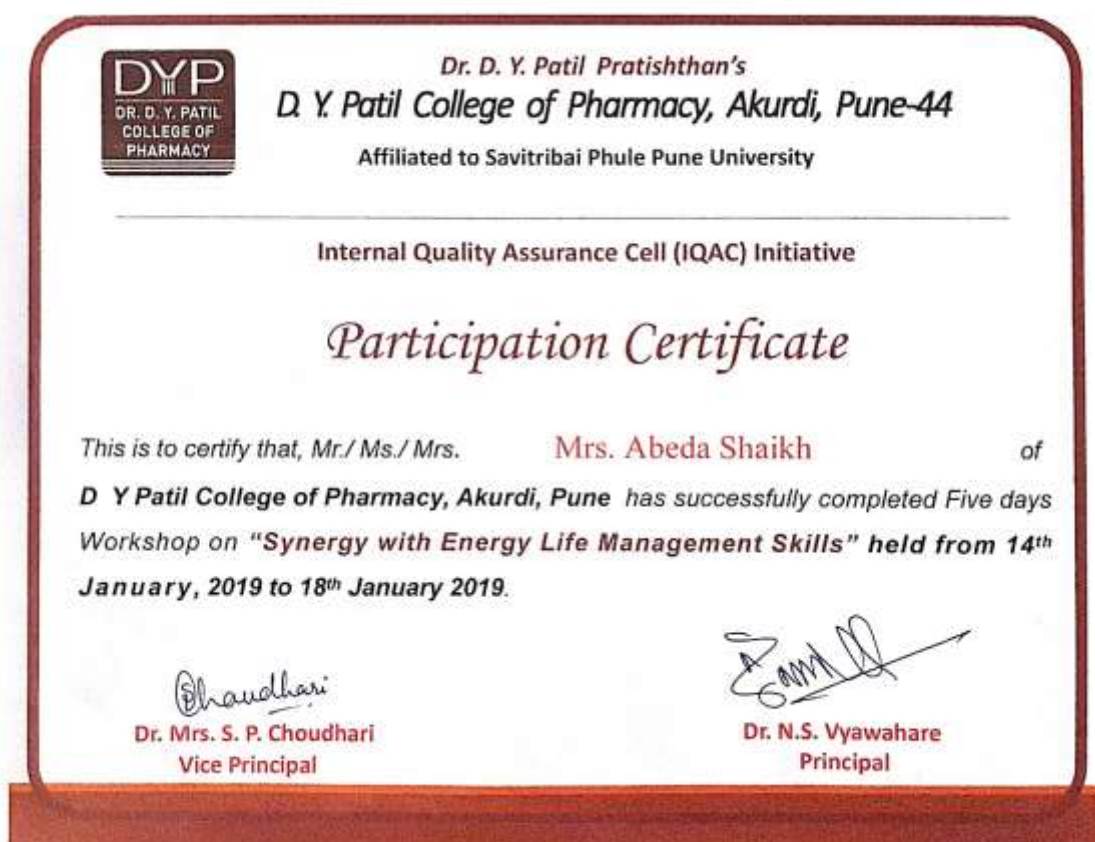 DYP
DR. D. Y. PATIL
COLLEGE OF
PHARMACY
Dr. D. Y. Patil Pratishthan's
D. Y. Patil College of Pharmacy, Akurdi, Pune-44
Affiliated to Savitribai Phule Pune University
Internal Quality Assurance Cell (IQAC) Initiative
Participation Certificate
This is to certify that, Mr./ Ms./ Mrs. Mrs. Abeda Shaikh of
D Y Patil College of Pharmacy, Akurdi, Pune has successfully completed Five days
Workshop on "Synergy with Energy Life Management Skills" held from 14th
January, 2019 to 18th January 2019.
Dr. Mrs. S. P. Choudhari
Vice Principal
Dr. N.S. Vyawahare
Principal